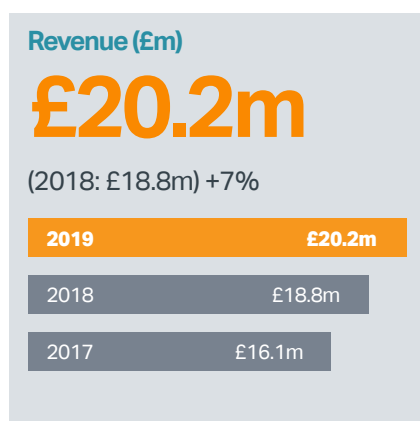 Revenue (£m)
£20.2m
(2018: £18.8m) +7%
2019 £20.2m
2018 £18.8m
2017 £16.1m